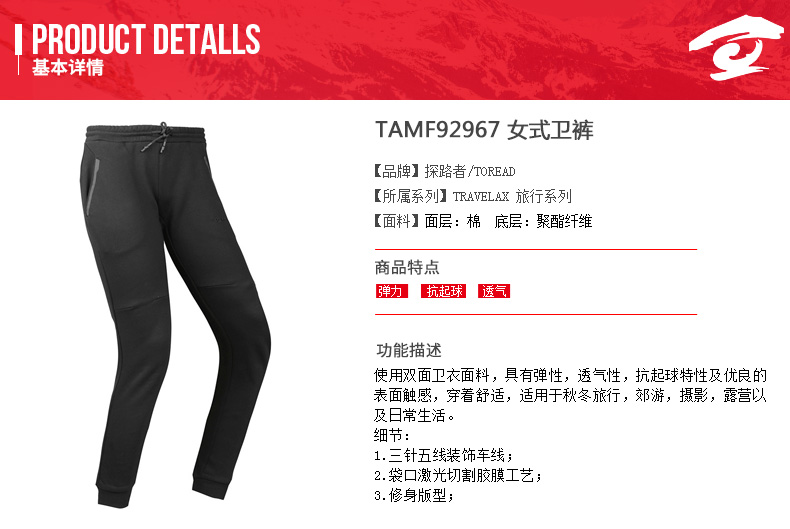 PRODUCT DETALLS
基本详情
TAMF92967 女式卫裤
【品牌】探路者/TOREAD
【所属系列】TRAVELAX 旅行系列
【面料】面层：棉 底层：聚酯纤维
商品特点
弹力 抗起球 透气
功能描述
使用双面卫衣面料，具有弹性，透气性，抗起球特性及优良的
表面触感，穿着舒适，适用于秋冬旅行，郊游，摄影，露营以
及日常生活。
细节：
1.三针五线装饰车线；
2.袋口激光切割胶膜工艺；
3.修身版型；